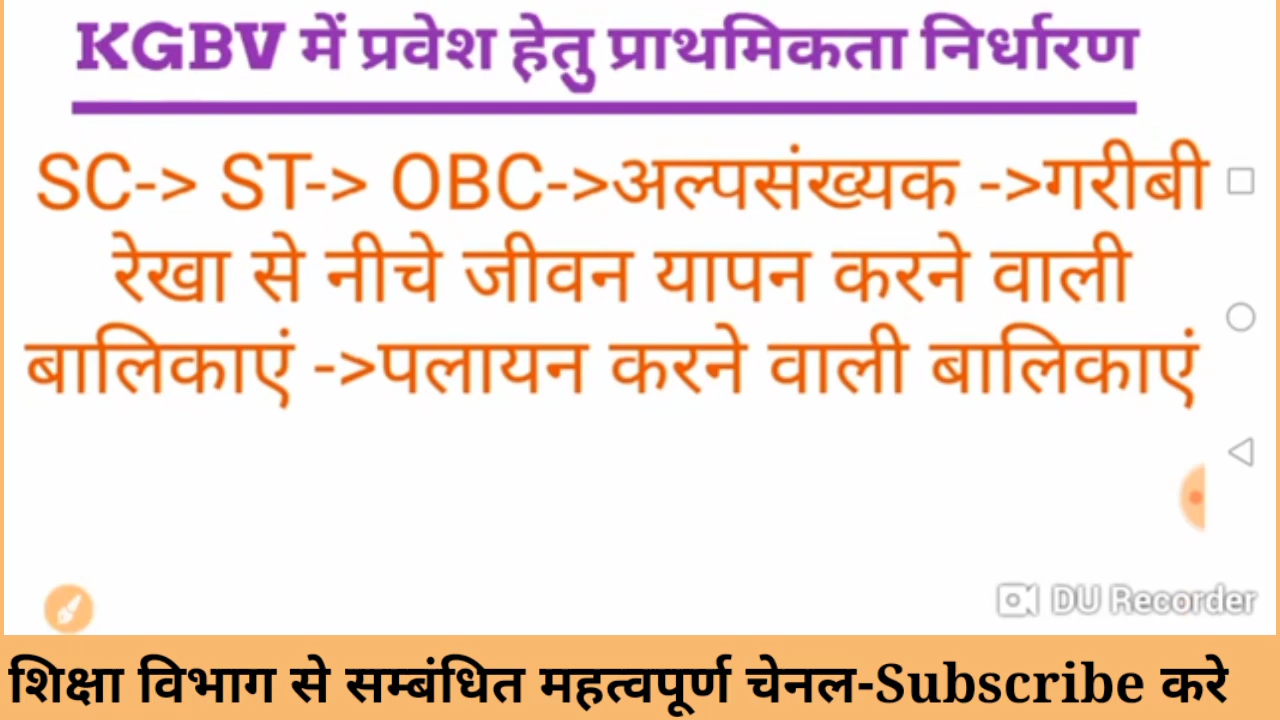 KGBV में प्रवेश हेतु प्राथमिकता निर्धारण
SC-> ST-> OBC->अल्पसंख्यक ->गरीबी
रेखा से नीचे जीवन यापन करने वाली
बालिकाएं ->पलायन करने वाली बालिकाएं
DU Recorder
शिक्षा विभाग से सम्बंधित महत्वपूर्ण चेनल-Subscribe करे